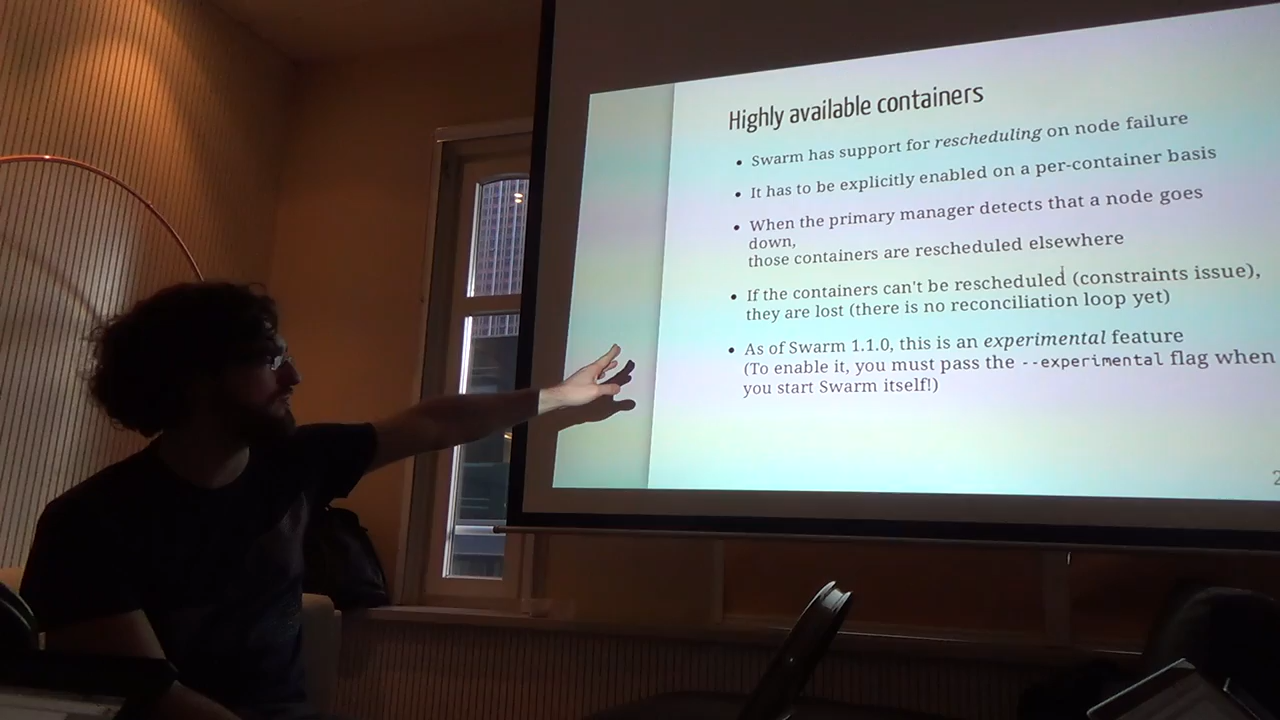 Highly available containers
• Swarm has support for rescheduling on node failure
• It has to be explicitly enabled on a per-container basis
• When the primary manager detects that a node goes
down,
those containers are rescheduled elsewhere
• If the containers can't be rescheduled (constraints issue),
they are lost (there is no reconciliation loop yet)
• As of Swarm 1.1.0, this is an experimental feature
(To enable it, you must pass the --experimental flag when
you start Swarm itself!)